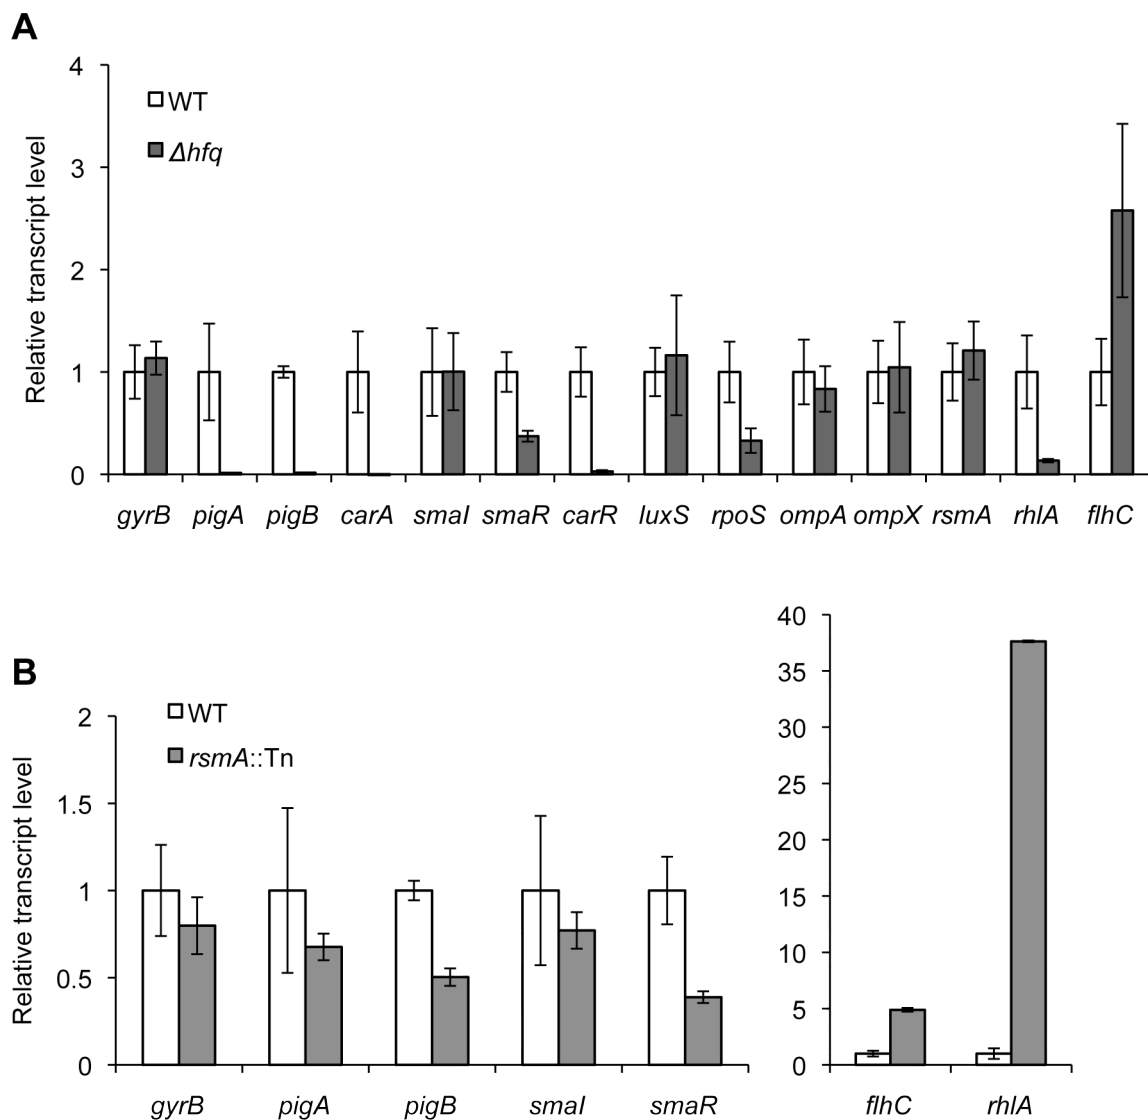 A
Relative transcript level
4
3
2
1
0
WT
Δhfq
gyrB pigA pigB carA smaI smaR carR luxS rpoS ompA ompX rsmA rhlA flhC
B
Relative transcript level
2
1.5
1
0.5
0
WT
rsmA::Tn
gyrB pigA pigB smaI smaR
40
35
30
25
20
15
10
5
0
flhC rhlA